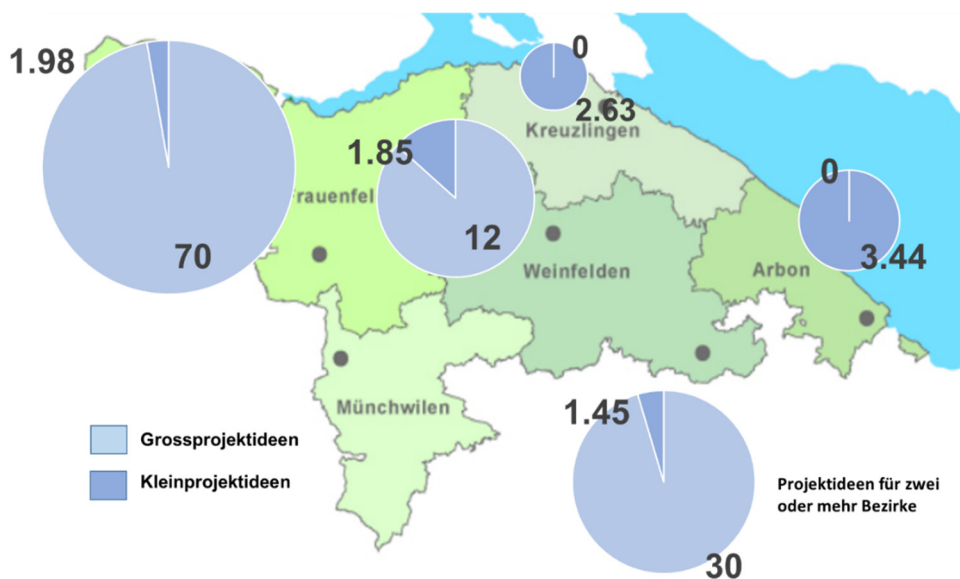 1.98
0
2.63
Kreuzlingen
1.85
0
rauenfel
70
12
Weinfelden
Arbon
3.44
Münchwilen
1.45
Grossprojektideen
Kleinprojektideen
Projektideen für zwei
oder mehr Bezirke
30